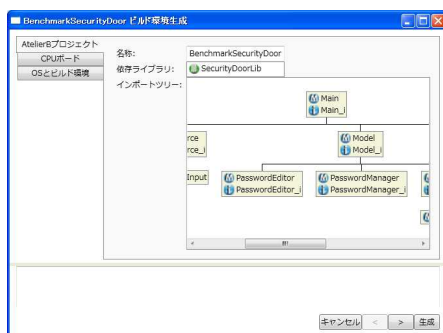 BenchmarkSecurityDoor ビルド環境生成
AtelierBプロジェクト
CPUボード
OSとビルド環境
名称: BenchmarkSecurityDoor
依存ライブラリ: SecurityDoorLib
インポートツリー:
Main
Main_i
rce
rce_i
Model
Model_i
Input
PasswordEditor
PasswordEditor_i
PasswordManager
PasswordManager_i
キャンセル < > 生成